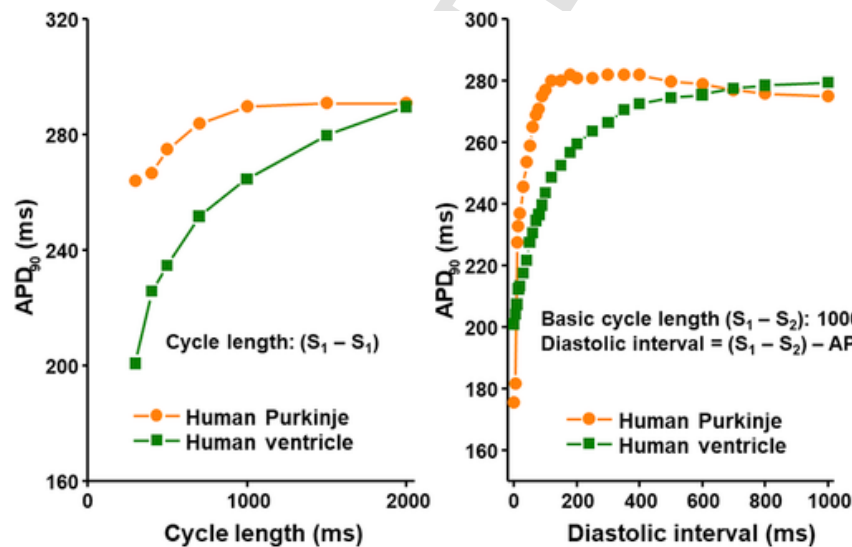 320
280
240
200
160
APD90 (ms)
Cycle length: (S1 – S1)
Human Purkinje
Human ventricle
0
1000
2000
Cycle length (ms)
300
280
260
240
220
200
180
160
APD90 (ms)
Basic cycle length (S1 – S2): 1000
Diastolic interval = (S1 – S2) – AP
Human Purkinje
Human ventricle
0
200
400
600
800
1000
Diastolic interval (ms)